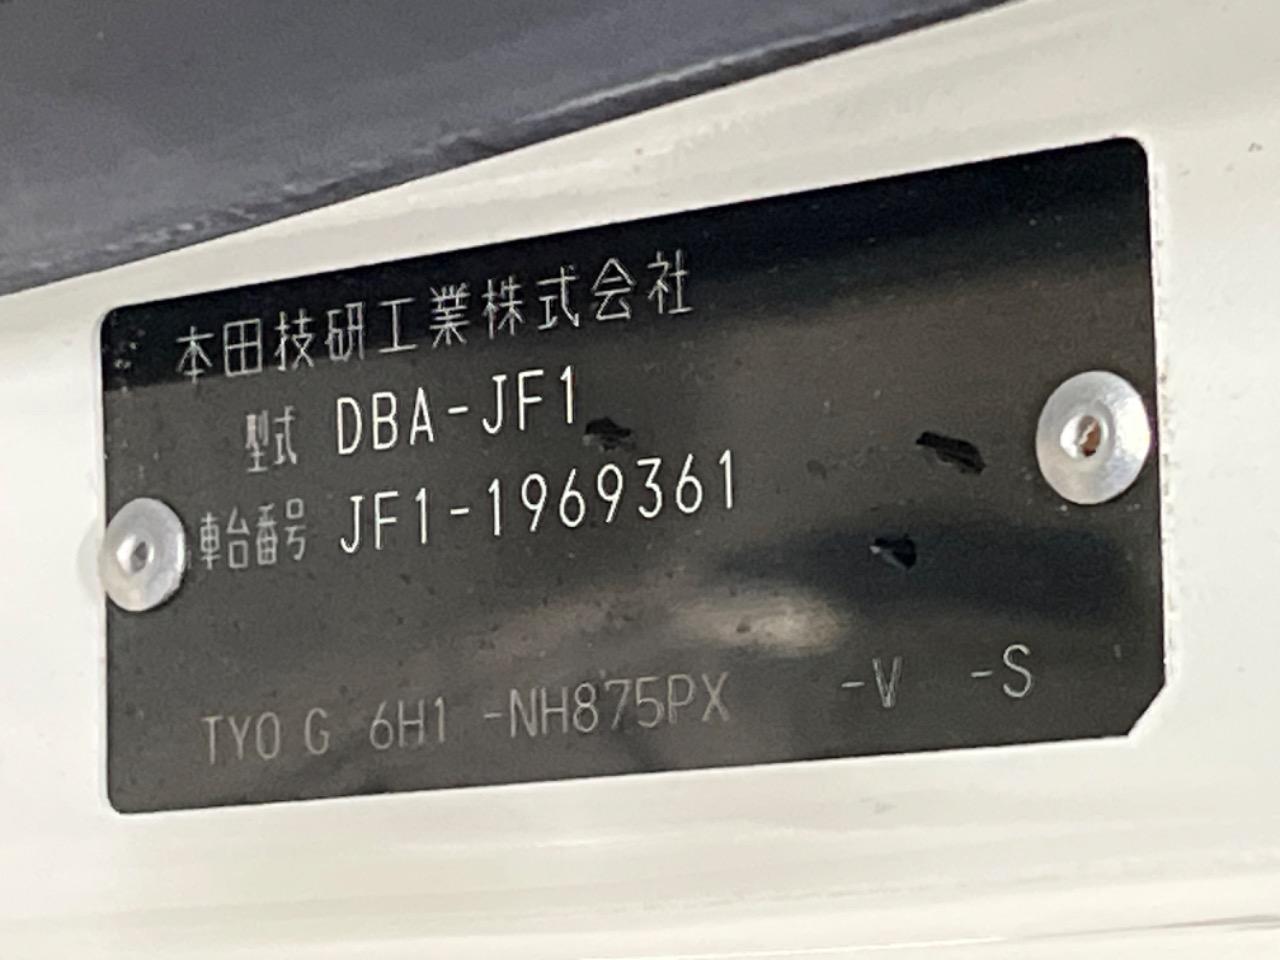 本田技研工業株式会社
型式 DBA-JF1
車台番号 JF1-1969361
TY0 G 6H1 -NH875PX -V -S